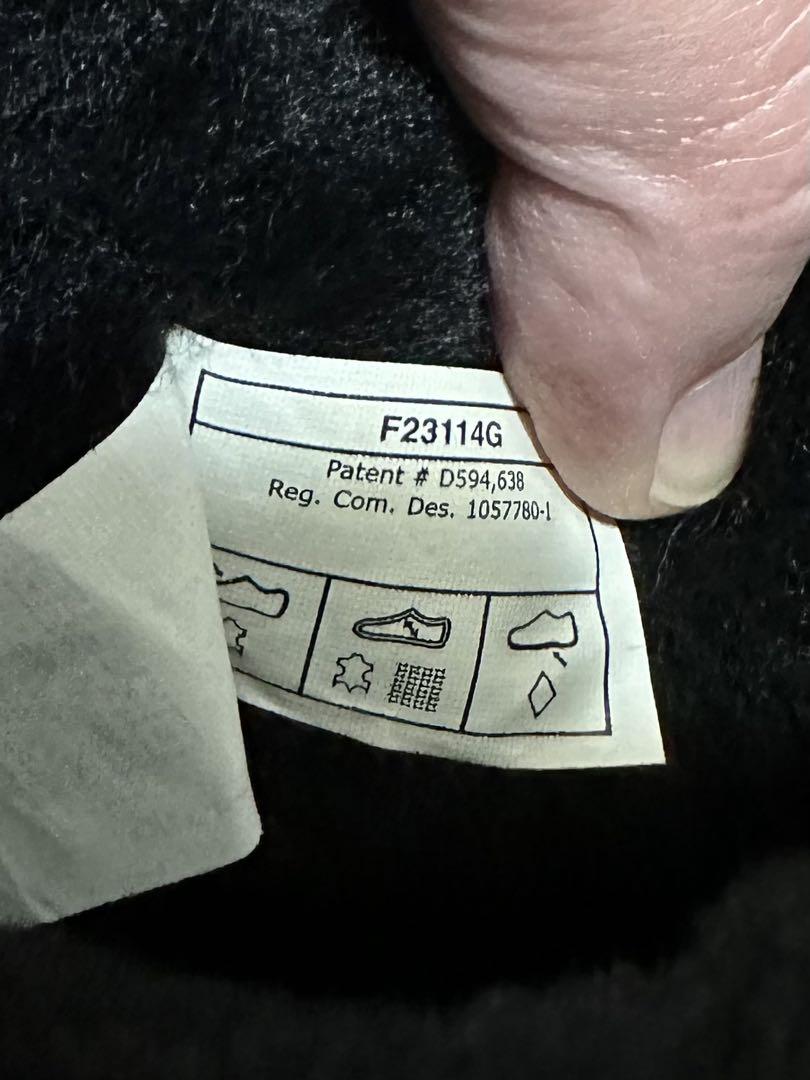 F23114G
Patent # D594,638
Reg. Com. Des. 1057780-1